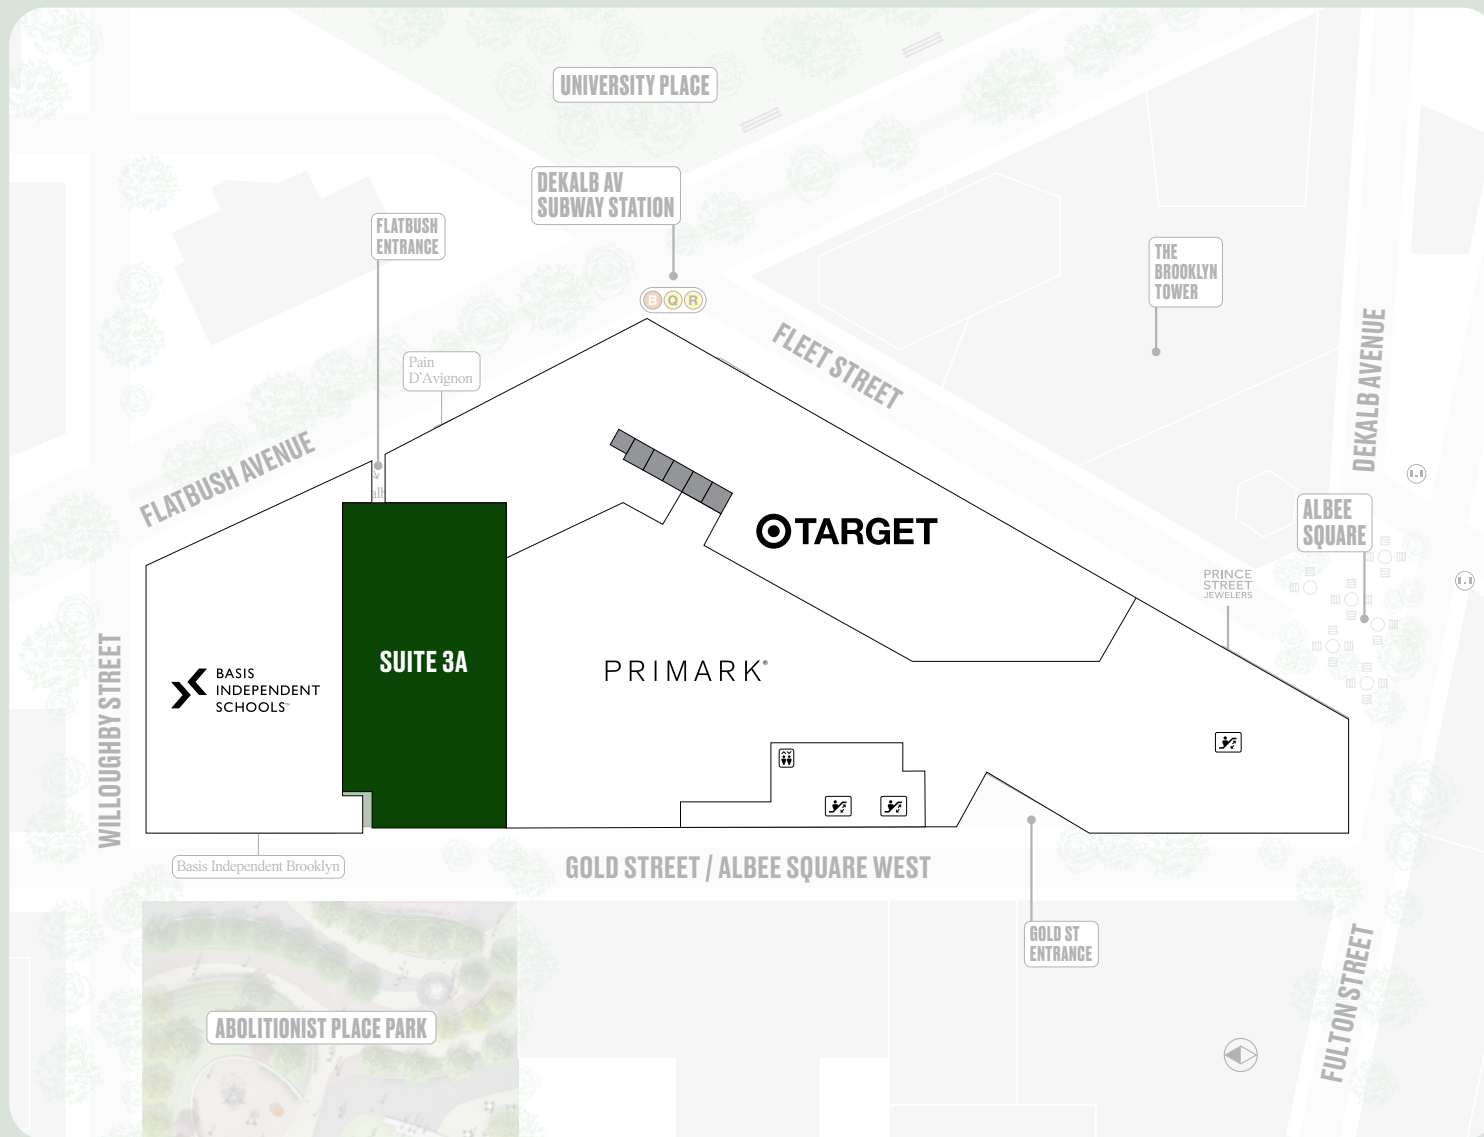 UNIVERSITY PLACE
DEKALB AV
SUBWAY STATION
FLATBUSH
ENTRANCE
THE
BROOKLYN
TOWER
B Q R
FLEET STREET
DEKALB AVENUE
Pain
D'Avignon
FLATBUSH AVENUE
ALBEE
SQUARE
TARGET
PRINCE
STREET
JEWELERS
WILLOUGHBY STREET
BASIS
INDEPENDENT
SCHOOLS™
SUITE 3A
PRIMARK®
Basis Independent Brooklyn
GOLD STREET / ALBEE SQUARE WEST
GOLD ST
ENTRANCE
FULTON STREET
ABOLITIONIST PLACE PARK